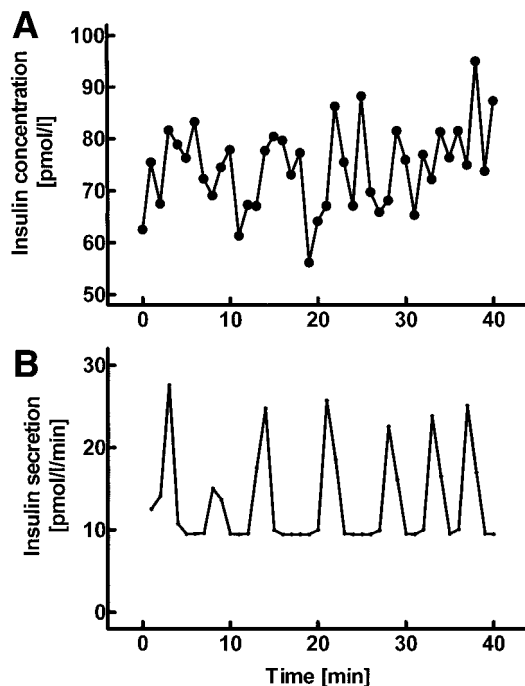 A
Insulin concentration
[pmol/l]
100
90
80
70
60
50
0 10 20 30 40
B
Insulin secretion
[pmol/l/min]
30
20
10
0
0 10 20 30 40
Time [min]